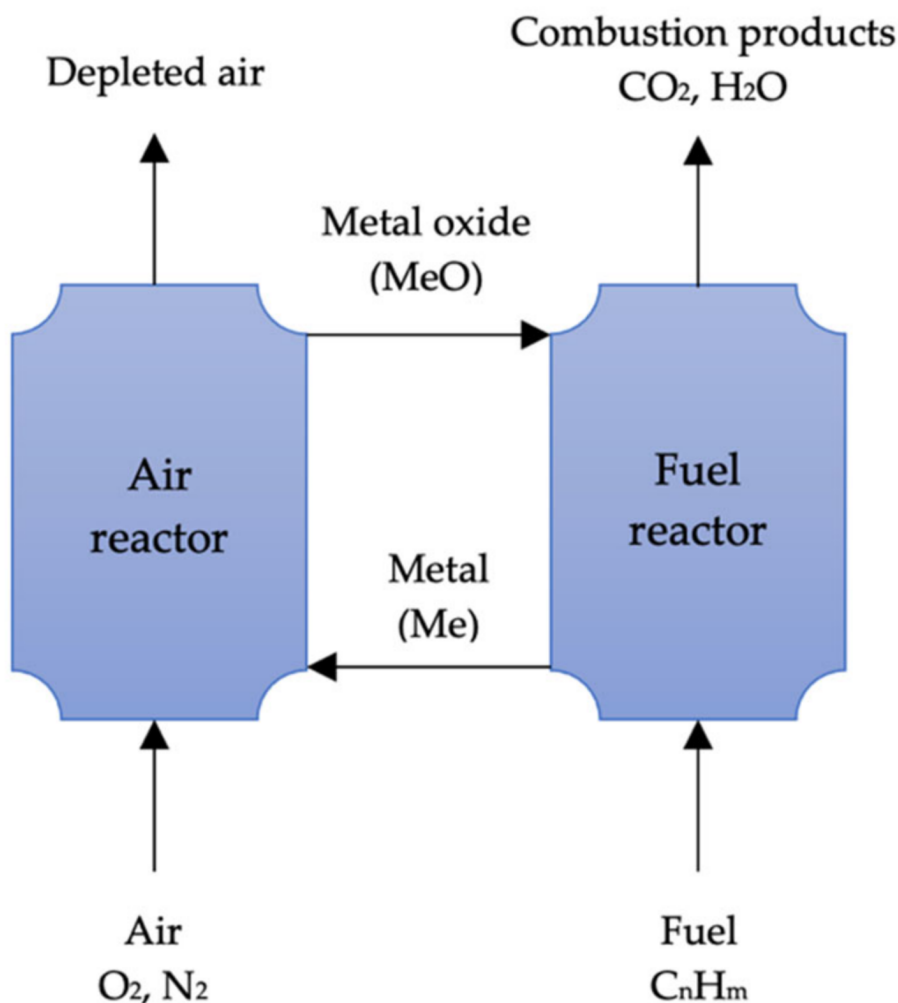 Depleted air
Combustion products
CO₂, H₂O
Metal oxide
(MeO)
Air
reactor
Fuel
reactor
Metal
(Me)
Air
O₂, N₂
Fuel
CₙHₘ